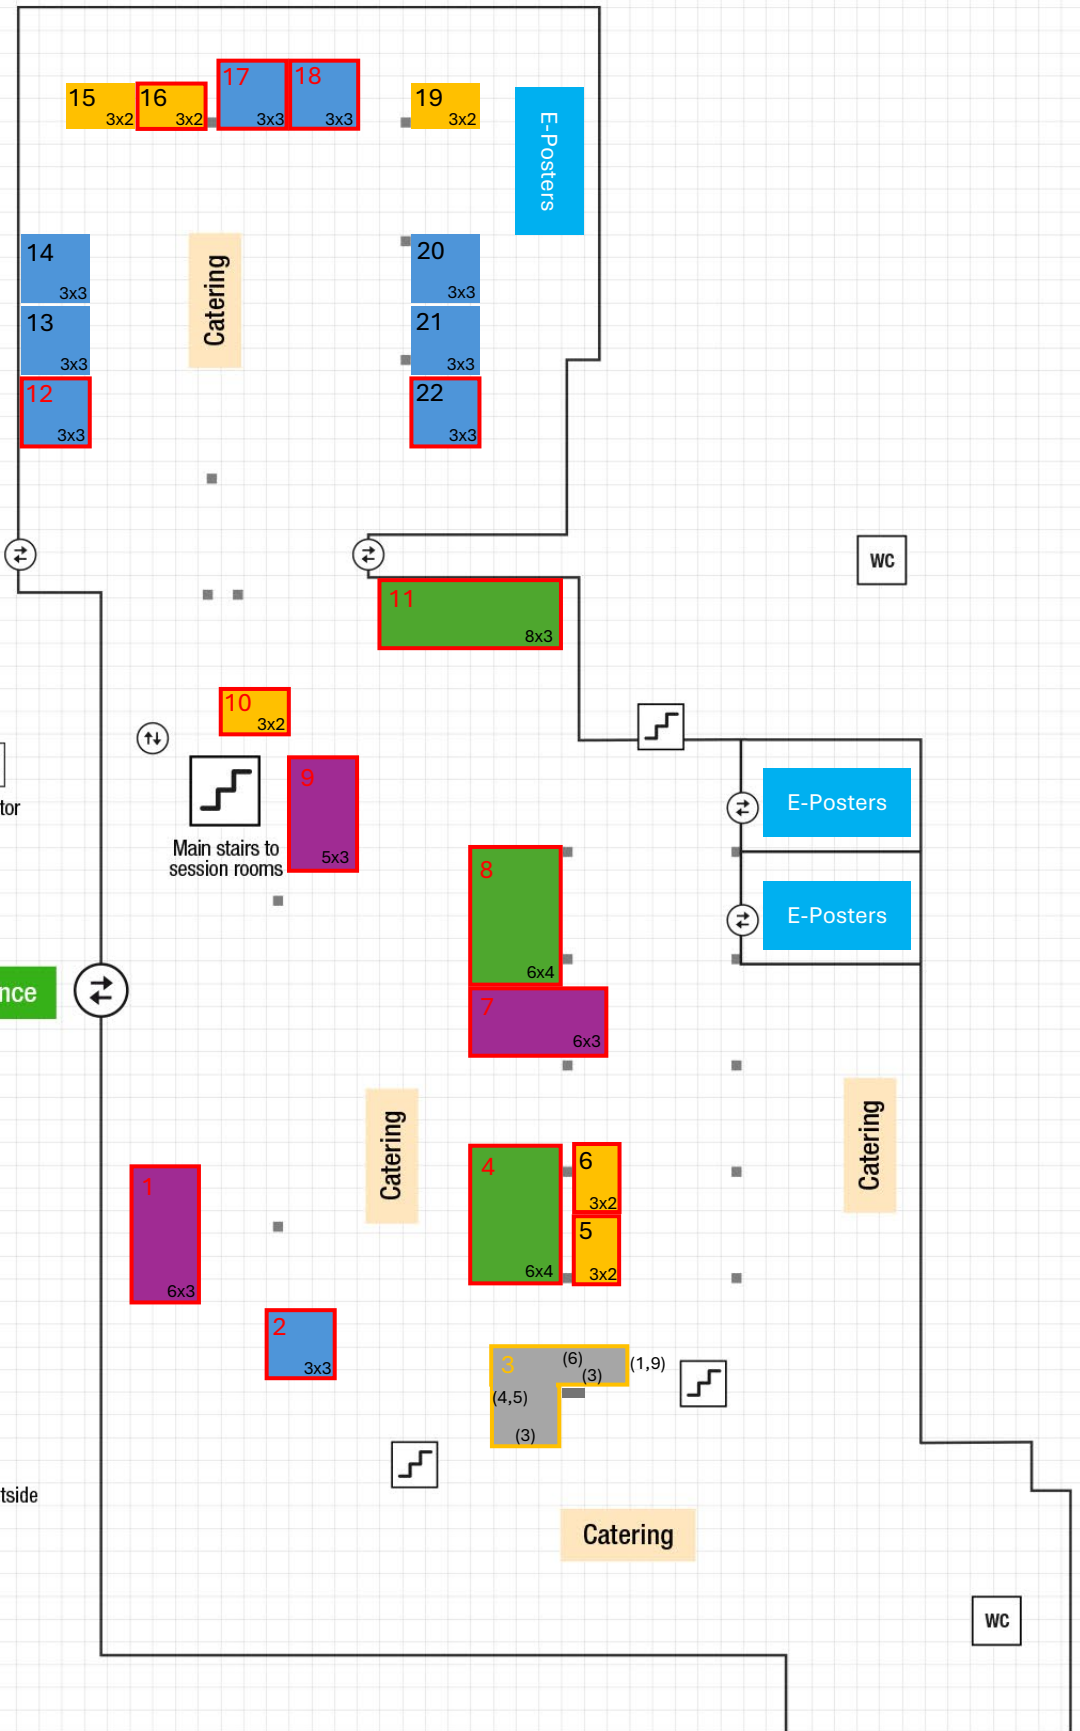 15
3x2
16
3x2
17
3x3
18
3x3
19
3x2
E-Posters
14
3x3
Catering
20
3x3
13
3x3
21
3x3
12
3x3
22
3x3
WC
11
8x3
10
3x2
tor
Main stairs to
session rooms
9
5x3
E-Posters
8
6x4
E-Posters
nce
7
6x3
Catering
Catering
1
6x3
4
6x4
6
3x2
5
3x2
2
3x3
3
(6)
(3)
(1,9)
(4,5)
(3)
tside
Catering
WC